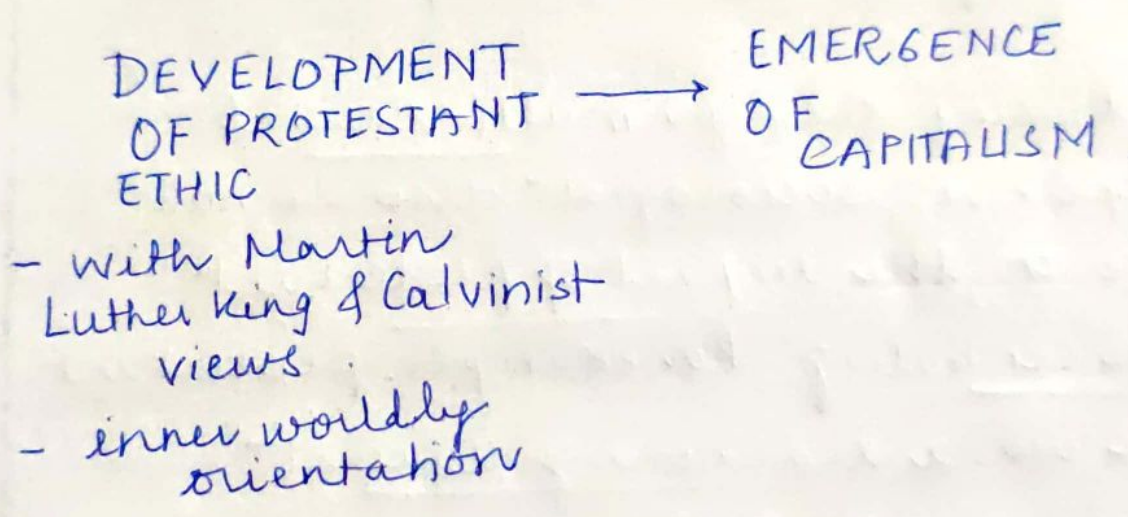 DEVELOPMENT
OF PROTESTANT
ETHIC
→
EMERGENCE
OF
CAPITALISM
- with Martin
Luther King & Calvinist
views
- inner worldly
orientation